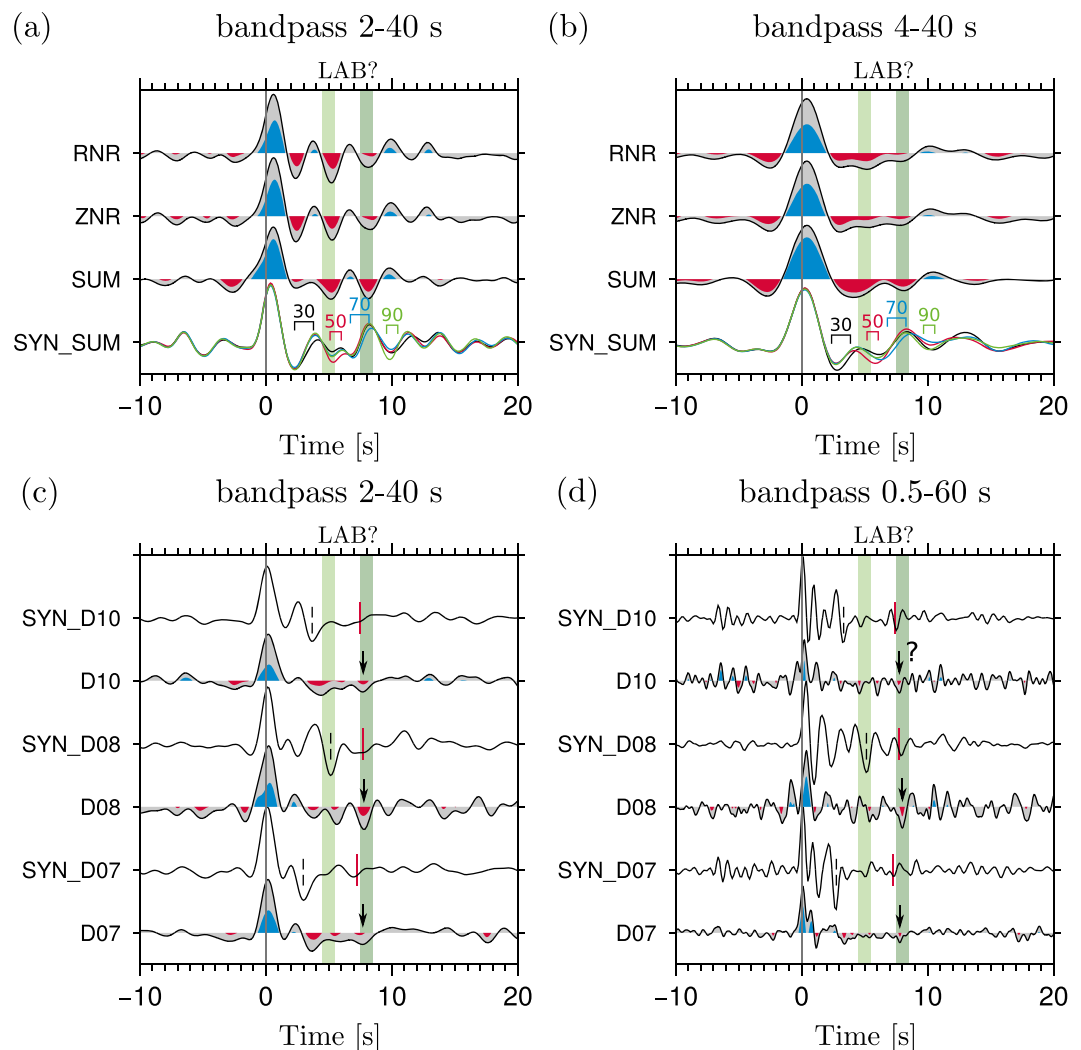 (a) bandpass 2-40 s
LAB?
RNR
ZNR
SUM
SYN_SUM
30 50 70 90
−10 0 10 20
Time [s]
(b) bandpass 4-40 s
LAB?
RNR
ZNR
SUM
SYN_SUM
30 50 70 90
−10 0 10 20
Time [s]
(c) bandpass 2-40 s
LAB?
SYN_D10
D10
SYN_D08
D08
SYN_D07
D07
−10 0 10 20
Time [s]
(d) bandpass 0.5-60 s
LAB?
SYN_D10
?
D10
SYN_D08
D08
SYN_D07
D07
−10 0 10 20
Time [s]